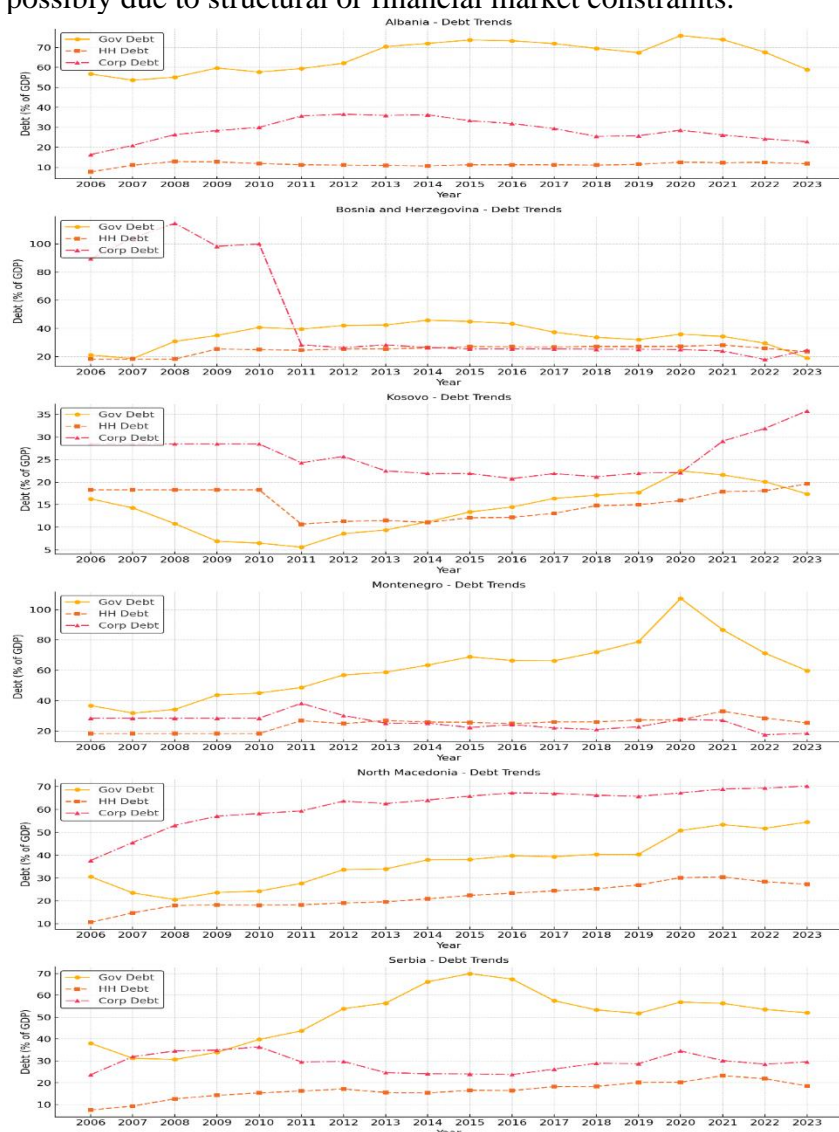 possibly due to structural or financial market constraints.
Albania - Debt Trends
Gov Debt
HH Debt
Corp Debt
Debt (% of GDP)
70
60
50
40
30
20
10
2006 2007 2008 2009 2010 2011 2012 2013 2014 2015 2016 2017 2018 2019 2020 2021 2022 2023
Year
Bosnia and Herzegovina - Debt Trends
Gov Debt
HH Debt
Corp Debt
Debt (% of GDP)
100
80
60
40
20
2006 2007 2008 2009 2010 2011 2012 2013 2014 2015 2016 2017 2018 2019 2020 2021 2022 2023
Year
Kosovo - Debt Trends
Gov Debt
HH Debt
Corp Debt
Debt (% of GDP)
35
30
25
20
15
10
5
2006 2007 2008 2009 2010 2011 2012 2013 2014 2015 2016 2017 2018 2019 2020 2021 2022 2023
Year
Montenegro - Debt Trends
Gov Debt
HH Debt
Corp Debt
Debt (% of GDP)
100
80
60
40
20
2006 2007 2008 2009 2010 2011 2012 2013 2014 2015 2016 2017 2018 2019 2020 2021 2022 2023
Year
North Macedonia - Debt Trends
Gov Debt
HH Debt
Corp Debt
Debt (% of GDP)
70
60
50
40
30
20
10
2006 2007 2008 2009 2010 2011 2012 2013 2014 2015 2016 2017 2018 2019 2020 2021 2022 2023
Year
Serbia - Debt Trends
Gov Debt
HH Debt
Corp Debt
Debt (% of GDP)
70
60
50
40
30
20
10
2006 2007 2008 2009 2010 2011 2012 2013 2014 2015 2016 2017 2018 2019 2020 2021 2022 2023
Year